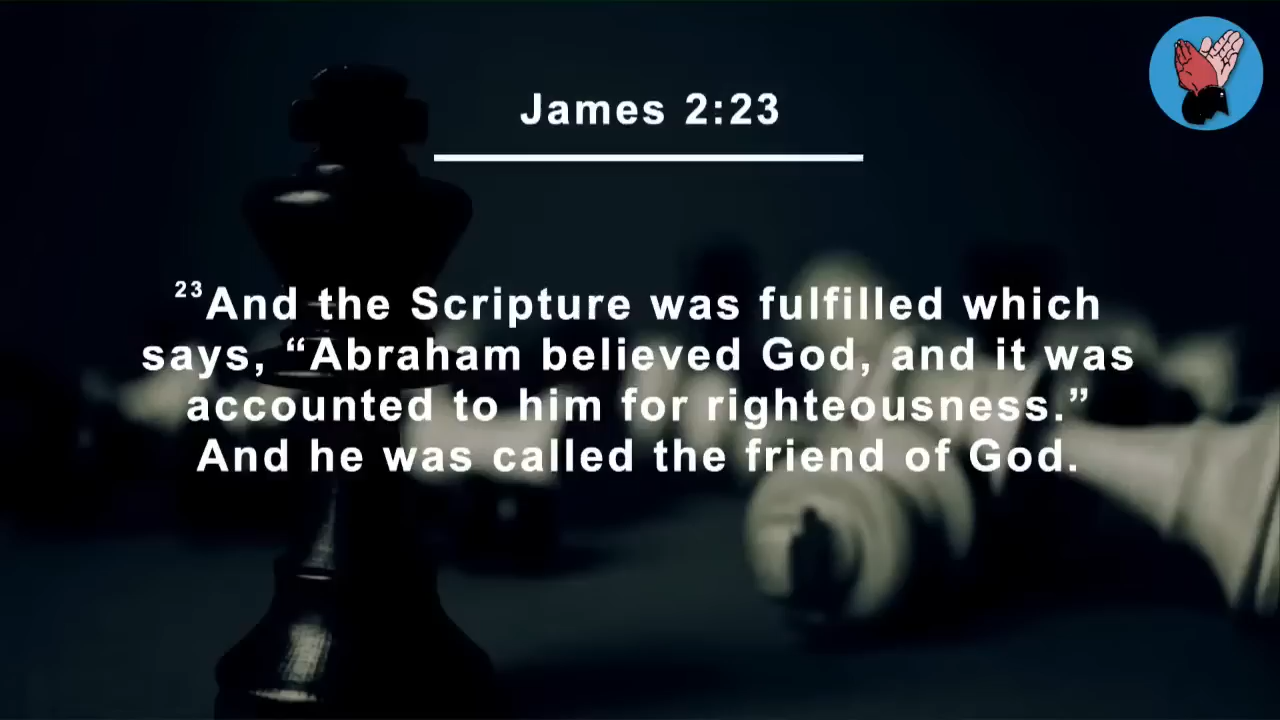 James 2:23
²³And the Scripture was fulfilled which
says, “Abraham believed God, and it was
accounted to him for righteousness.”
And he was called the friend of God.